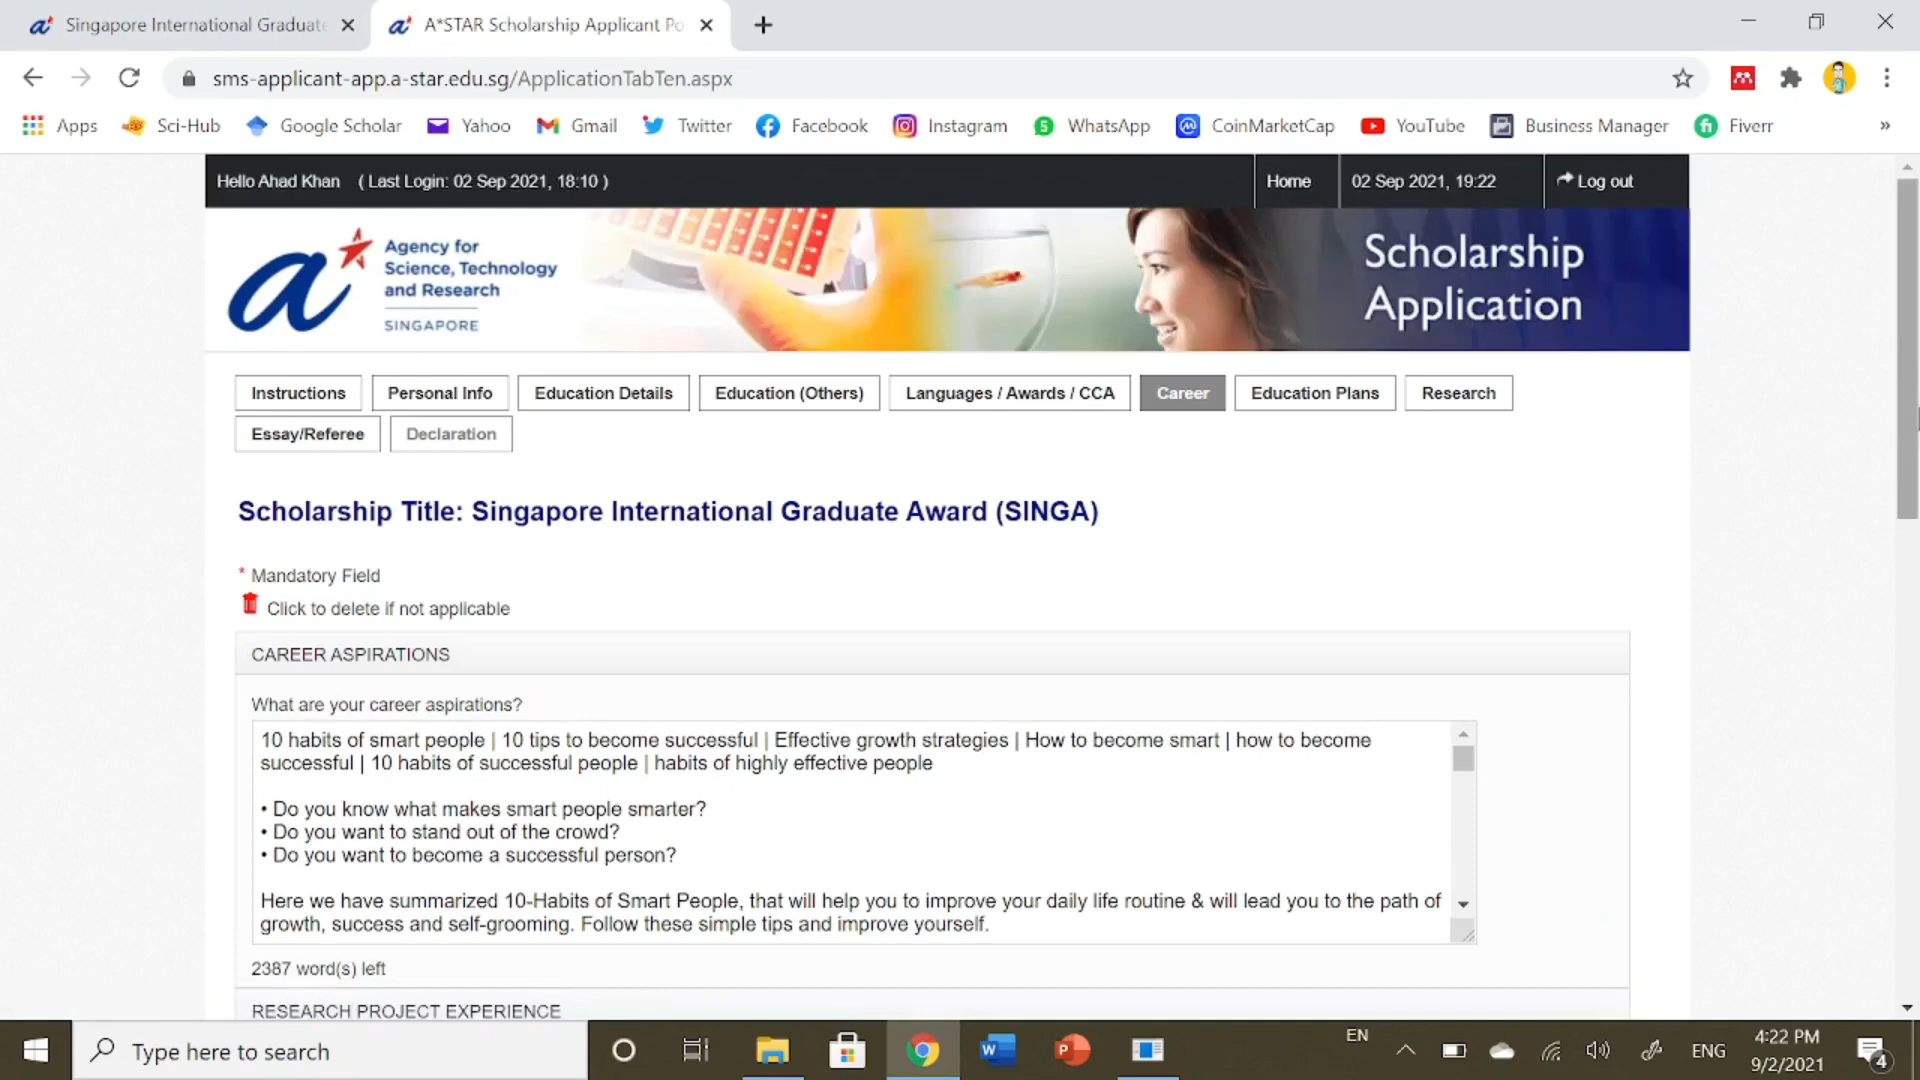 Singapore International Graduate
A*STAR Scholarship Applicant Po
sms-applicant-app.a-star.edu.sg/ApplicationTabTen.aspx
Apps Sci-Hub Google Scholar Yahoo Gmail Twitter Facebook Instagram WhatsApp CoinMarketCap YouTube Business Manager Fiverr »
Hello Ahad Khan ( Last Login: 02 Sep 2021, 18:10 ) Home 02 Sep 2021, 19:22 Log out
Agency for
Science, Technology
and Research
SINGAPORE
Scholarship
Application
Instructions Personal Info Education Details Education (Others) Languages / Awards / CCA Career Education Plans Research
Essay/Referee Declaration
Scholarship Title: Singapore International Graduate Award (SINGA)
* Mandatory Field
Click to delete if not applicable
CAREER ASPIRATIONS
What are your career aspirations?
10 habits of smart people | 10 tips to become successful | Effective growth strategies | How to become smart | how to become
successful | 10 habits of successful people | habits of highly effective people
• Do you know what makes smart people smarter?
• Do you want to stand out of the crowd?
• Do you want to become a successful person?
Here we have summarized 10-Habits of Smart People, that will help you to improve your daily life routine & will lead you to the path of
growth, success and self-grooming. Follow these simple tips and improve yourself.
2387 word(s) left
RESEARCH PROJECT EXPERIENCE
Type here to search
EN
ENG
4:22 PM
9/2/2021
4